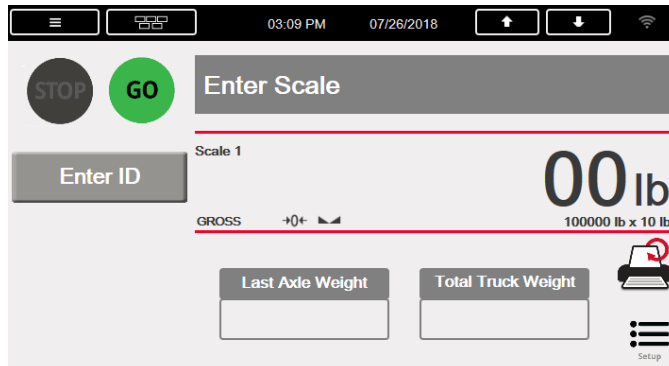 03:09 PM 07/26/2018
STOP GO Enter Scale
Enter ID
Scale 1
00 lb
GROSS →0← 100000 lb x 10 lb
Last Axle Weight Total Truck Weight
Setup